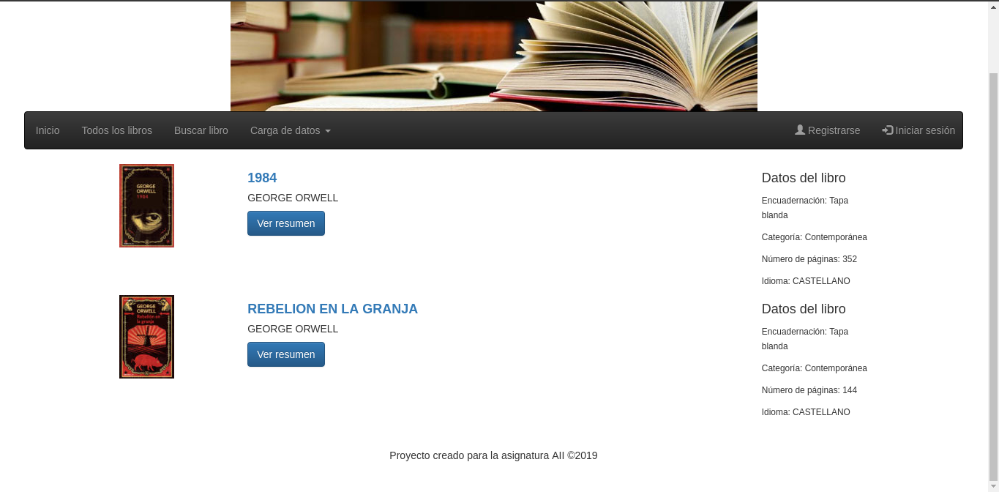 Inicio
Todos los libros
Buscar libro
Carga de datos
Registrarse
Iniciar sesión
GEORGE
ORWELL
1984
1984
GEORGE ORWELL
Ver resumen
Datos del libro
Encuadernación: Tapa
blanda
Categoría: Contemporánea
Número de páginas: 352
Idioma: CASTELLANO
GEORGE
ORWELL
Rebelión en
la granja
REBELION EN LA GRANJA
GEORGE ORWELL
Ver resumen
Datos del libro
Encuadernación: Tapa
blanda
Categoría: Contemporánea
Número de páginas: 144
Idioma: CASTELLANO
Proyecto creado para la asignatura AII ©2019